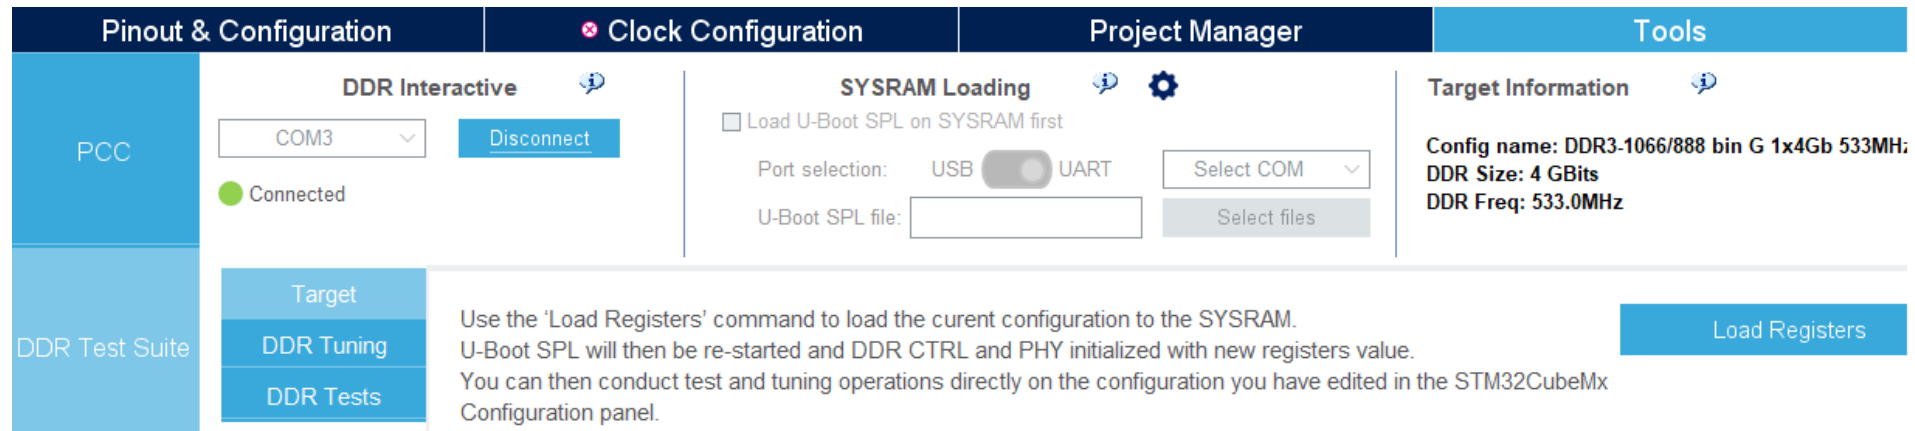 Pinout & Configuration
Clock Configuration
Project Manager
Tools
PCC
DDR Test Suite
DDR Interactive
COM3
Disconnect
Connected
SYSRAM Loading
Load U-Boot SPL on SYSRAM first
Port selection: USB UART Select COM
U-Boot SPL file: Select files
Target Information
Config name: DDR3-1066/888 bin G 1x4Gb 533MHz
DDR Size: 4 GBits
DDR Freq: 533.0MHz
Target
DDR Tuning
DDR Tests
Use the ‘Load Registers’ command to load the curent configuration to the SYSRAM.
U-Boot SPL will then be re-started and DDR CTRL and PHY initialized with new registers value.
You can then conduct test and tuning operations directly on the configuration you have edited in the STM32CubeMx
Configuration panel.
Load Registers